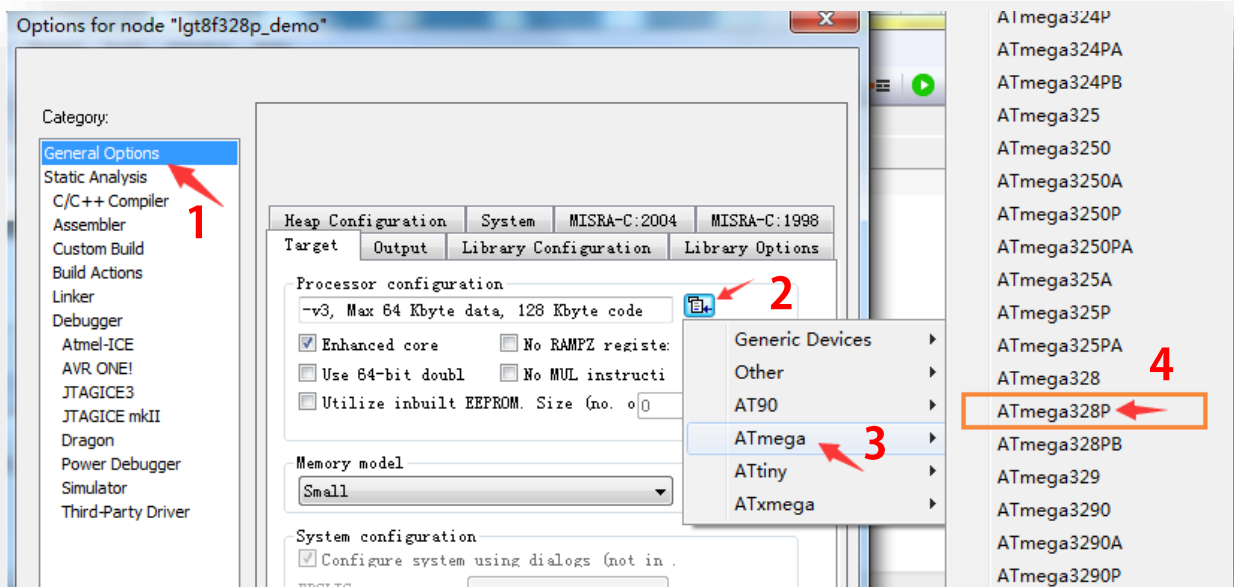 Options for node "lgt8f328p_demo"
Category:
General Options
Static Analysis
C/C++ Compiler
Assembler
Custom Build
Build Actions
Linker
Debugger
Atmel-ICE
AVR ONE!
JTAGICE3
JTAGICE mkII
Dragon
Power Debugger
Simulator
Third-Party Driver
1
Heap Configuration System MISRA-C:2004 MISRA-C:1998
Target Output Library Configuration Library Options
Processor configuration
-v3, Max 64 Kbyte data, 128 Kbyte code
2
Enhanced core No RAMPZ registe:
Use 64-bit doubl No MUL instructi
Utilize inbuilt EEPROM. Size (no. o 0
Memory model
Small
System configuration
Configure system using dialogs (not in .
Generic Devices
Other
AT90
ATmega
3
ATtiny
ATxmega
ATmega324P
ATmega324PA
ATmega324PB
ATmega325
ATmega3250
ATmega3250A
ATmega3250P
ATmega3250PA
ATmega325A
ATmega325P
ATmega325PA
ATmega328
4
ATmega328P
ATmega328PB
ATmega329
ATmega3290
ATmega3290A
ATmega3290P